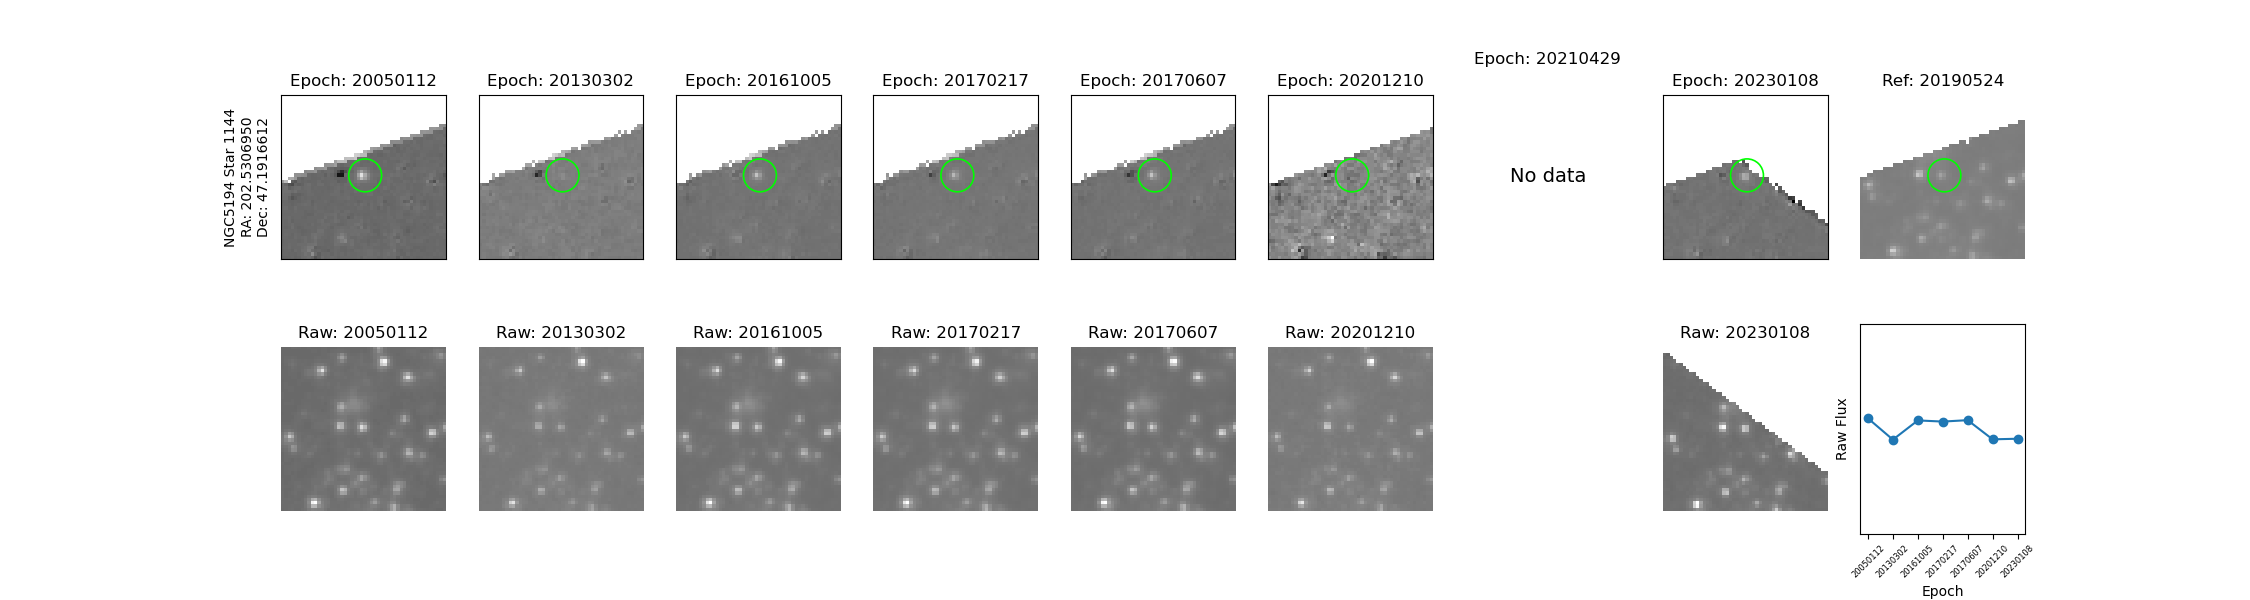 Epoch: 20210429
Epoch: 20050112
Epoch: 20130302
Epoch: 20161005
Epoch: 20170217
Epoch: 20170607
Epoch: 20201210
Epoch: 20230108
Ref: 20190524
NGC5194 Star 1144
RA: 202.5306950
Dec: 47.1916612
No data
Raw: 20050112
Raw: 20130302
Raw: 20161005
Raw: 20170217
Raw: 20170607
Raw: 20201210
Raw: 20230108
Raw Flux
20050112
20130302
20161005
20170217
20170607
20201210
20230108
Epoch